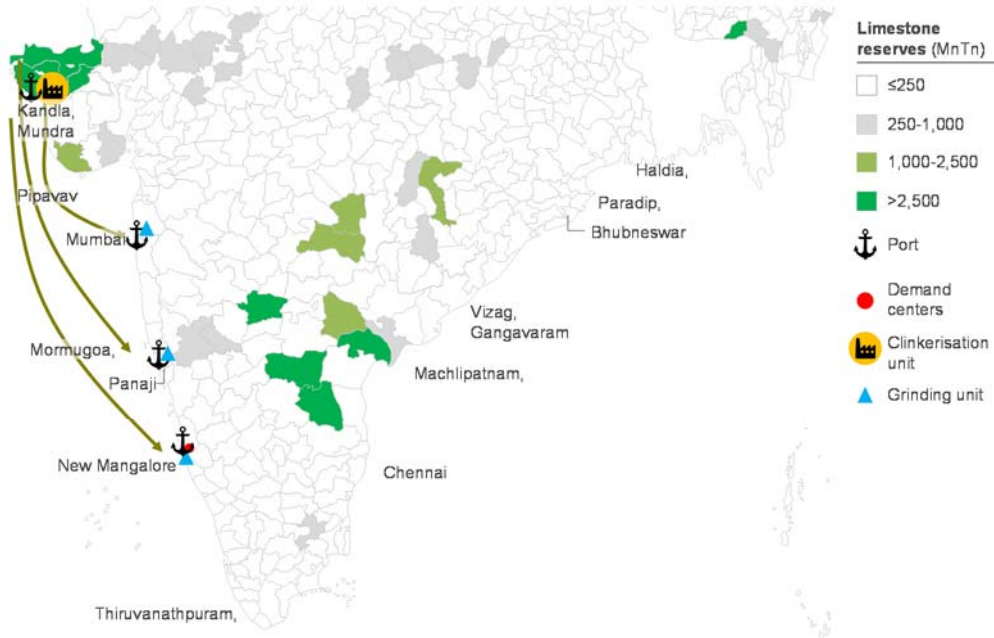 Kandla,
Mundra
Pipavav
Mumbai
Mormugoa,
Panaji
New Mangalore
Thiruvanathpuram,
Haldia,
Paradip,
Bhubneswar
Vizag,
Gangavaram
Machlipatnam,
Chennai
Limestone
reserves (MnTn)
≤250
250-1,000
1,000-2,500
>2,500
Port
Demand
centers
Clinkerisation
unit
Grinding unit